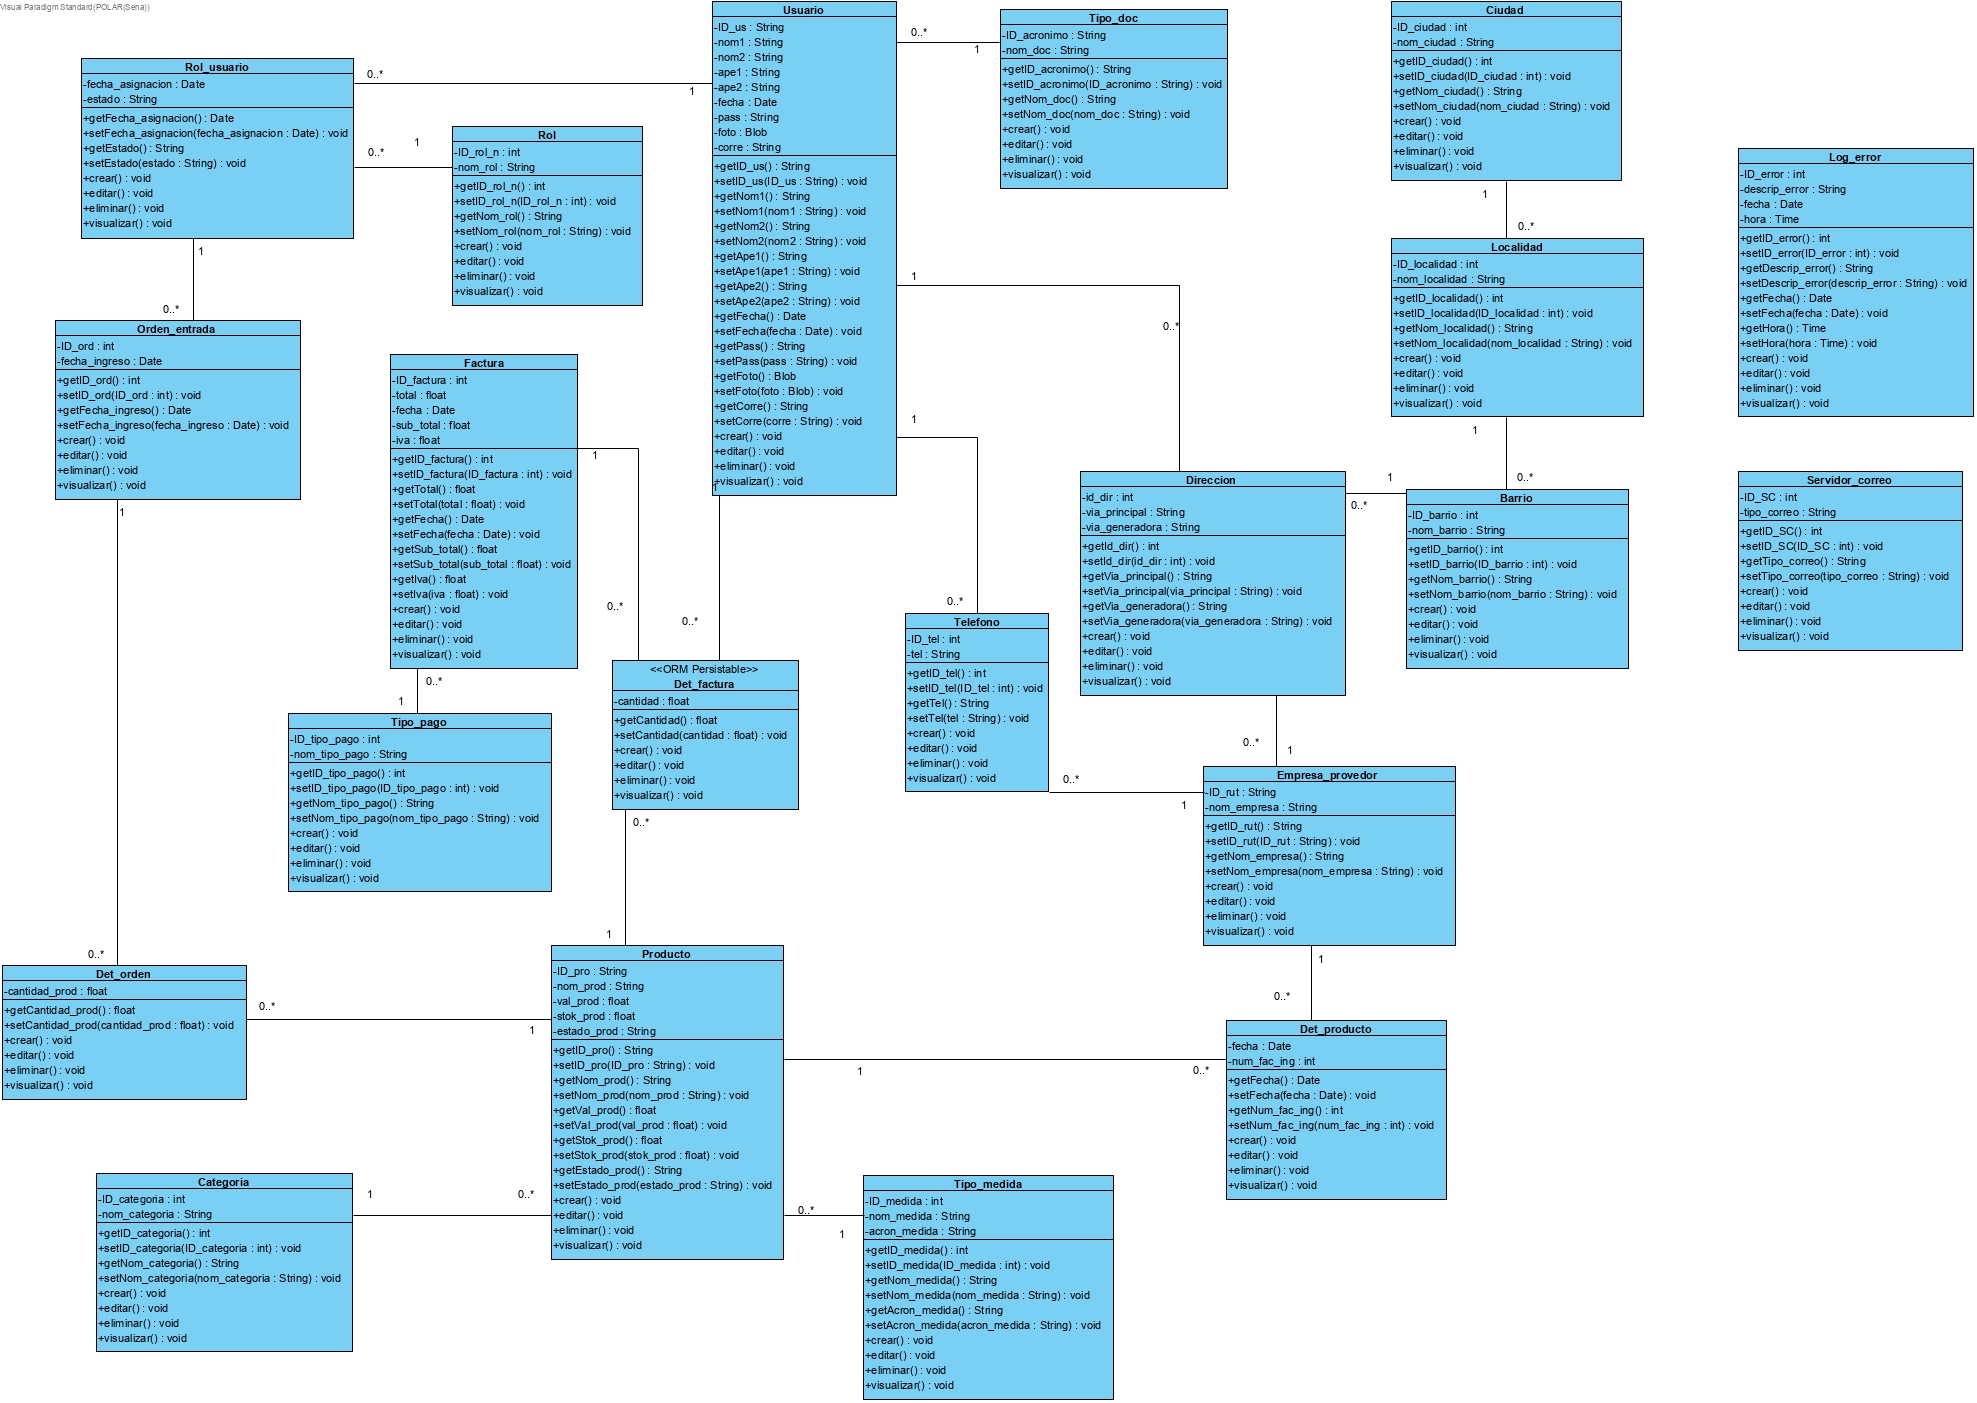 Visual Paradigm Standard(POLAR(Sena))
Usuario
-ID_us : String
-nom1 : String
-nom2 : String
-ape1 : String
-ape2 : String
-fecha : Date
-pass : String
-foto : Blob
-corre : String
+getID_us() : String
+setID_us(ID_us : String) : void
+getNom1() : String
+setNom1(nom1 : String) : void
+getNom2() : String
+setNom2(nom2 : String) : void
+getApe1() : String
+setApe1(ape1 : String) : void
+getApe2() : String
+setApe2(ape2 : String) : void
+getFecha() : Date
+setFecha(fecha : Date) : void
+getPass() : String
+setPass(pass : String) : void
+getFoto() : Blob
+setFoto(foto : Blob) : void
+getCorre() : String
+setCorre(corre : String) : void
+crear() : void
+editar() : void
+eliminar() : void
+visualizar() : void
0..*
1
Tipo_doc
-ID_acronimo : String
-nom_doc : String
+getID_acronimo() : String
+setID_acronimo(ID_acronimo : String) : void
+getNom_doc() : String
+setNom_doc(nom_doc : String) : void
+crear() : void
+editar() : void
+eliminar() : void
+visualizar() : void
Ciudad
-ID_ciudad : int
-nom_ciudad : String
+getID_ciudad() : int
+setID_ciudad(ID_ciudad : int) : void
+getNom_ciudad() : String
+setNom_ciudad(nom_ciudad : String) : void
+crear() : void
+editar() : void
+eliminar() : void
+visualizar() : void
1
0..*
Rol_usuario
-fecha_asignacion : Date
-estado : String
+getFecha_asignacion() : Date
+setFecha_asignacion(fecha_asignacion : Date) : void
+getEstado() : String
+setEstado(estado : String) : void
+crear() : void
+editar() : void
+eliminar() : void
+visualizar() : void
0..*
1
0..*
1
1
0..*
Rol
-ID_rol_n : int
-nom_rol : String
+getID_rol_n() : int
+setID_rol_n(ID_rol_n : int) : void
+getNom_rol() : String
+setNom_rol(nom_rol : String) : void
+crear() : void
+editar() : void
+eliminar() : void
+visualizar() : void
Log_error
-ID_error : int
-descrip_error : String
-fecha : Date
-hora : Time
+getID_error() : int
+setID_error(ID_error : int) : void
+getDescrip_error() : String
+setDescrip_error(descrip_error : String) : void
+getFecha() : Date
+setFecha(fecha : Date) : void
+getHora() : Time
+setHora(hora : Time) : void
+crear() : void
+editar() : void
+eliminar() : void
+visualizar() : void
Localidad
-ID_localidad : int
-nom_localidad : String
+getID_localidad() : int
+setID_localidad(ID_localidad : int) : void
+getNom_localidad() : String
+setNom_localidad(nom_localidad : String) : void
+crear() : void
+editar() : void
+eliminar() : void
+visualizar() : void
1
0..*
Orden_entrada
-ID_ord : int
-fecha_ingreso : Date
+getID_ord() : int
+setID_ord(ID_ord : int) : void
+getFecha_ingreso() : Date
+setFecha_ingreso(fecha_ingreso : Date) : void
+crear() : void
+editar() : void
+eliminar() : void
+visualizar() : void
1
0..*
Factura
-ID_factura : int
-total : float
-fecha : Date
-sub_total : float
-iva : float
+getID_factura() : int
+setID_factura(ID_factura : int) : void
+getTotal() : float
+setTotal(total : float) : void
+getFecha() : Date
+setFecha(fecha : Date) : void
+getSub_total() : float
+setSub_total(sub_total : float) : void
+getIva() : float
+setIva(iva : float) : void
+crear() : void
+editar() : void
+eliminar() : void
+visualizar() : void
1
0..*
0..*
1
1
0..*
1
0..*
1
0..*
Direccion
-id_dir : int
-via_principal : String
-via_generadora : String
+getId_dir() : int
+setId_dir(id_dir : int) : void
+getVia_principal() : String
+setVia_principal(via_principal : String) : void
+getVia_generadora() : String
+setVia_generadora(via_generadora : String) : void
+crear() : void
+editar() : void
+eliminar() : void
+visualizar() : void
1
0..*
Barrio
-ID_barrio : int
-nom_barrio : String
+getID_barrio() : int
+setID_barrio(ID_barrio : int) : void
+getNom_barrio() : String
+setNom_barrio(nom_barrio : String) : void
+crear() : void
+editar() : void
+eliminar() : void
+visualizar() : void
Servidor_correo
-ID_SC : int
-tipo_correo : String
+getID_SC() : int
+setID_SC(ID_SC : int) : void
+getTipo_correo() : String
+setTipo_correo(tipo_correo : String) : void
+crear() : void
+editar() : void
+eliminar() : void
+visualizar() : void
Telefono
-ID_tel : int
-tel : String
+getID_tel() : int
+setID_tel(ID_tel : int) : void
+getTel() : String
+setTel(tel : String) : void
+crear() : void
+editar() : void
+eliminar() : void
+visualizar() : void
0..*
1
0..*
1
<<ORM Persistable>>
Det_factura
-cantidad : float
+getCantidad() : float
+setCantidad(cantidad : float) : void
+crear() : void
+editar() : void
+eliminar() : void
+visualizar() : void
0..*
1
Tipo_pago
-ID_tipo_pago : int
-nom_tipo_pago : String
+getID_tipo_pago() : int
+setID_tipo_pago(ID_tipo_pago : int) : void
+getNom_tipo_pago() : String
+setNom_tipo_pago(nom_tipo_pago : String) : void
+crear() : void
+editar() : void
+eliminar() : void
+visualizar() : void
Empresa_provedor
-ID_rut : String
-nom_empresa : String
+getID_rut() : String
+setID_rut(ID_rut : String) : void
+getNom_empresa() : String
+setNom_empresa(nom_empresa : String) : void
+crear() : void
+editar() : void
+eliminar() : void
+visualizar() : void
1
0..*
Det_orden
-cantidad_prod : float
+getCantidad_prod() : float
+setCantidad_prod(cantidad_prod : float) : void
+crear() : void
+editar() : void
+eliminar() : void
+visualizar() : void
0..*
1
Producto
-ID_pro : String
-nom_prod : String
-val_prod : float
-stok_prod : float
-estado_prod : String
+getID_pro() : String
+setID_pro(ID_pro : String) : void
+getNom_prod() : String
+setNom_prod(nom_prod : String) : void
+getVal_prod() : float
+setVal_prod(val_prod : float) : void
+getStok_prod() : float
+setStok_prod(stok_prod : float) : void
+getEstado_prod() : String
+setEstado_prod(estado_prod : String) : void
+crear() : void
+editar() : void
+eliminar() : void
+visualizar() : void
1
0..*
Det_producto
-fecha : Date
-num_fac_ing : int
+getFecha() : Date
+setFecha(fecha : Date) : void
+getNum_fac_ing() : int
+setNum_fac_ing(num_fac_ing : int) : void
+crear() : void
+editar() : void
+eliminar() : void
+visualizar() : void
Categoria
-ID_categoria : int
-nom_categoria : String
+getID_categoria() : int
+setID_categoria(ID_categoria : int) : void
+getNom_categoria() : String
+setNom_categoria(nom_categoria : String) : void
+crear() : void
+editar() : void
+eliminar() : void
+visualizar() : void
1
0..*
0..*
1
Tipo_medida
-ID_medida : int
-nom_medida : String
-acron_medida : String
+getID_medida() : int
+setID_medida(ID_medida : int) : void
+getNom_medida() : String
+setNom_medida(nom_medida : String) : void
+getAcron_medida() : String
+setAcron_medida(acron_medida : String) : void
+crear() : void
+editar() : void
+eliminar() : void
+visualizar() : void